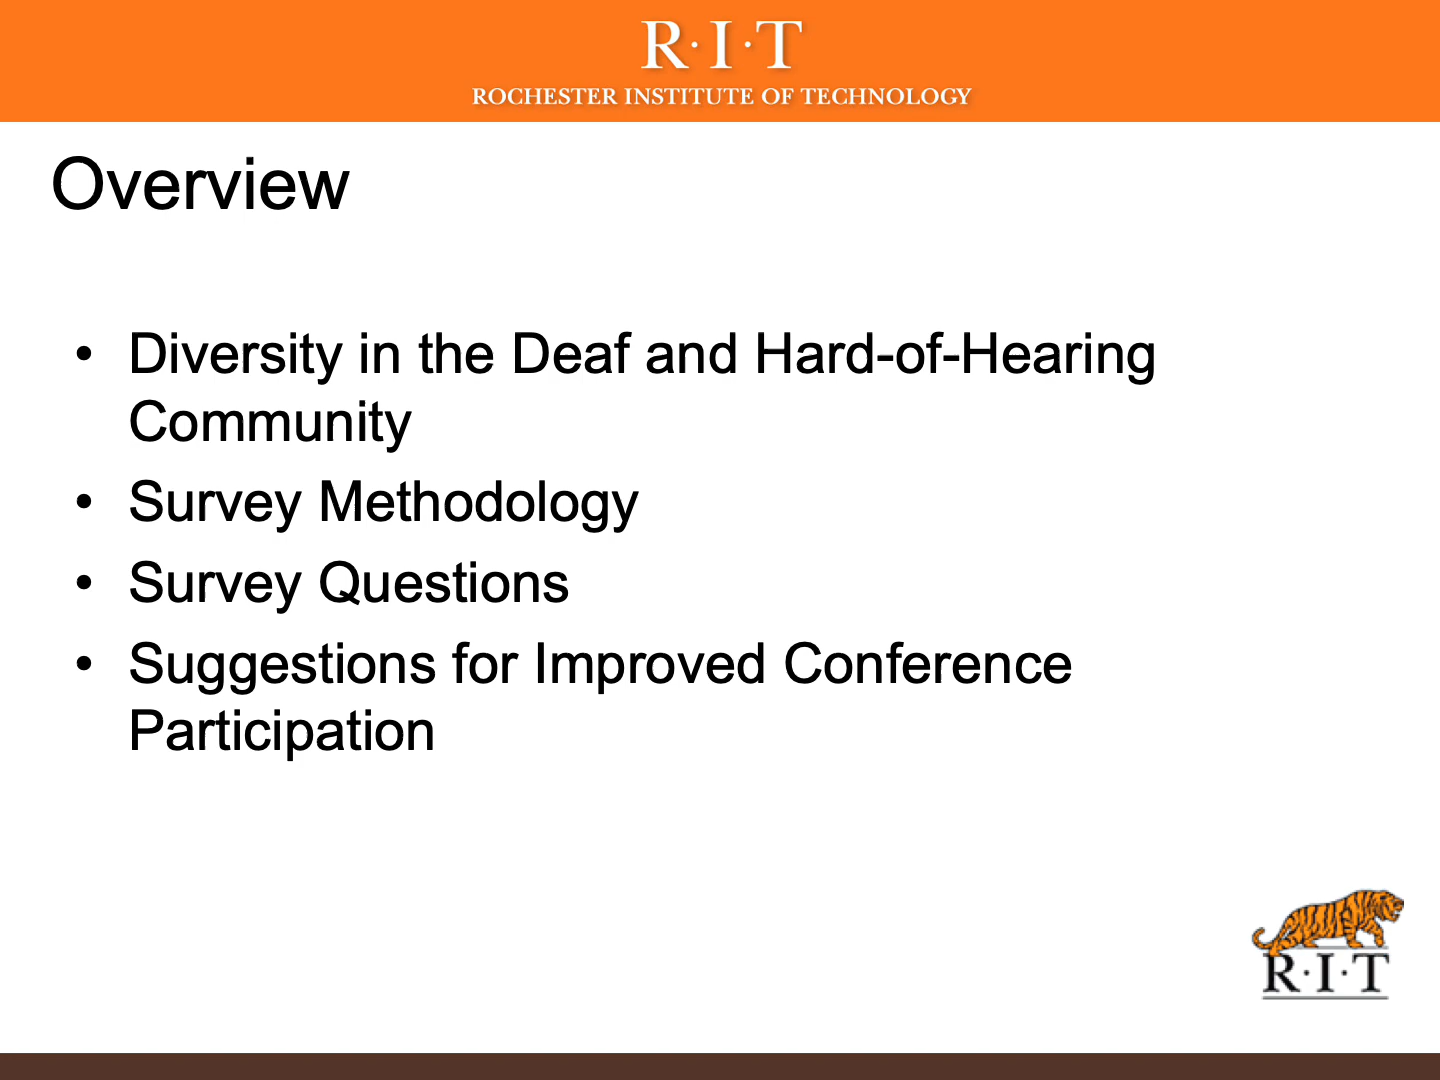 R·I·T
ROCHESTER INSTITUTE OF TECHNOLOGY
Overview
• Diversity in the Deaf and Hard-of-Hearing
Community
• Survey Methodology
• Survey Questions
• Suggestions for Improved Conference
Participation
R·I·T